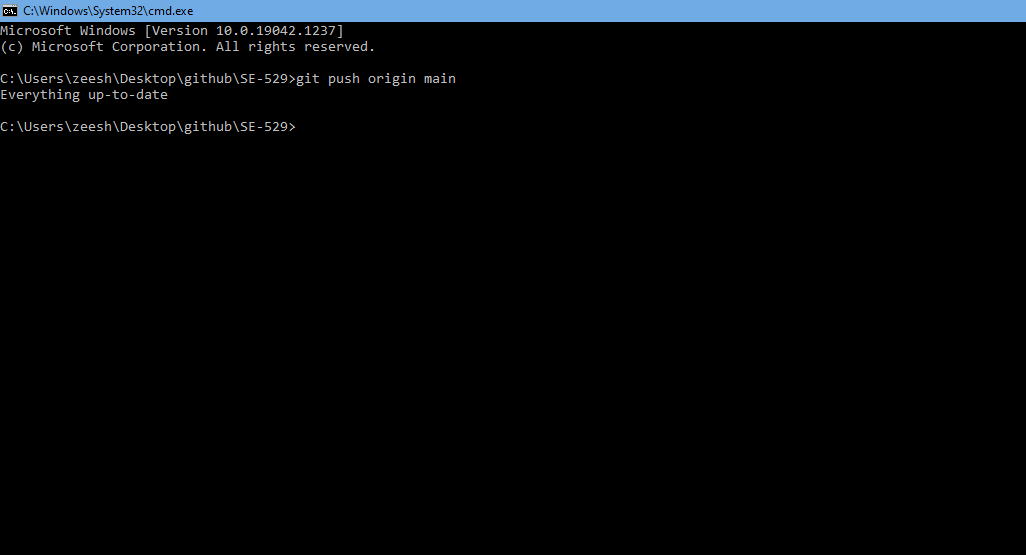 C:\Windows\System32\cmd.exe
Microsoft Windows [Version 10.0.19042.1237]
(c) Microsoft Corporation. All rights reserved.
C:\Users\zeesh\Desktop\github\SE-529>git push origin main
Everything up-to-date
C:\Users\zeesh\Desktop\github\SE-529>